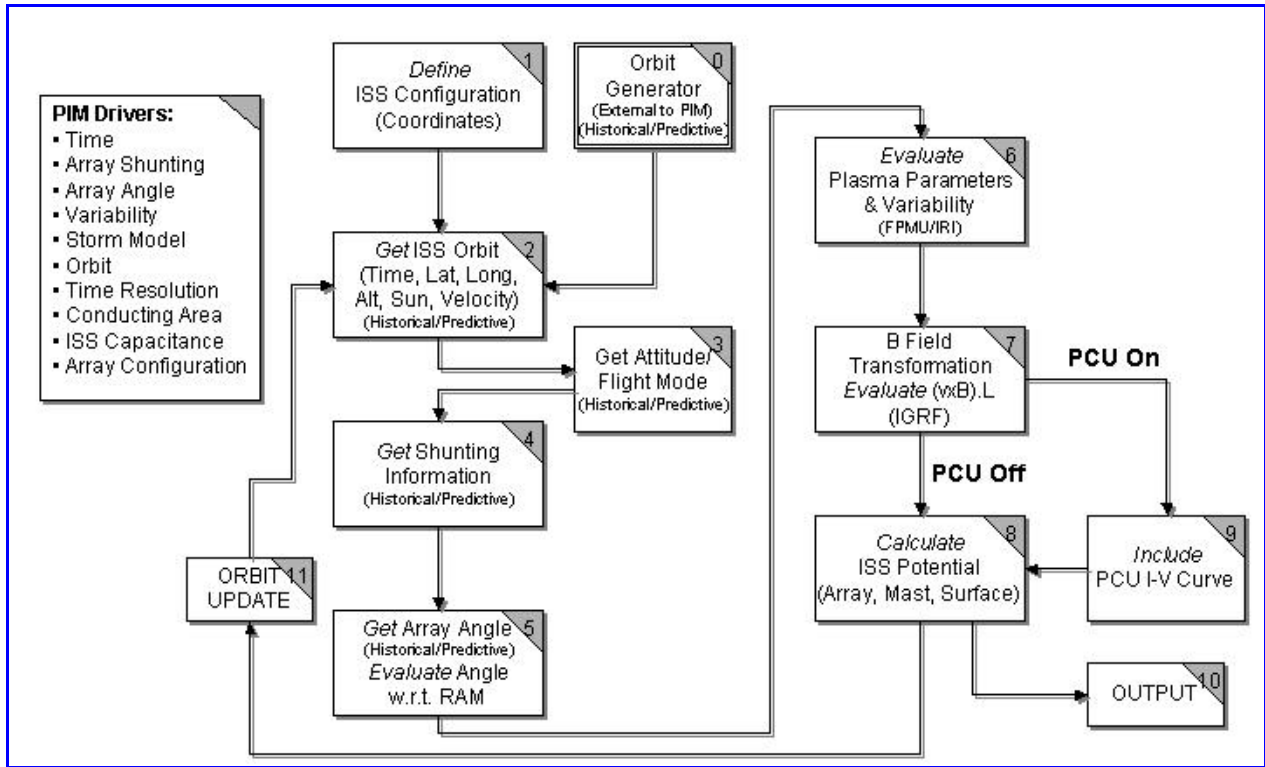 PIM Drivers:
▪ Time
▪ Array Shunting
▪ Array Angle
▪ Variability
▪ Storm Model
▪ Orbit
▪ Time Resolution
▪ Conducting Area
▪ ISS Capacitance
▪ Array Configuration
1
Define
ISS Configuration
(Coordinates)
0
Orbit
Generator
(External to PIM)
(Historical/Predictive)
2
Get ISS Orbit
(Time, Lat, Long,
Alt, Sun, Velocity)
(Historical/Predictive)
3
Get Attitude/
Flight Mode
(Historical/Predictive)
4
Get Shunting
Information
(Historical/Predictive)
5
Get Array Angle
(Historical/Predictive)
Evaluate Angle
w.r.t. RAM
6
Evaluate
Plasma Parameters
& Variability
(FPMU/IRI)
7
B Field
Transformation
Evaluate (vxB).L
(IGRF)
PCU On
PCU Off
8
Calculate
ISS Potential
(Array, Mast, Surface)
9
Include
PCU I-V Curve
10
OUTPUT
11
ORBIT
UPDATE